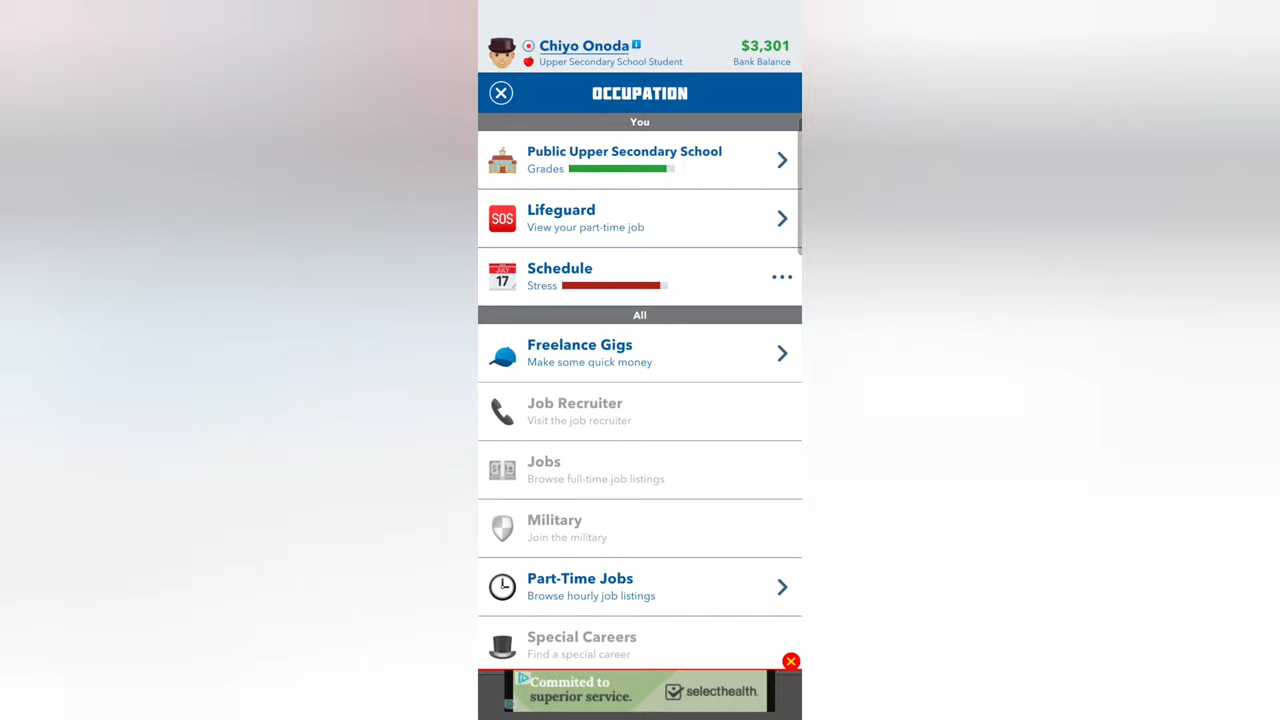 Chiyo Onoda
$3,301
Upper Secondary School Student
Bank Balance
OCCUPATION
You
Public Upper Secondary School
Grades
SOS
Lifeguard
View your part-time job
JULY
17
Schedule
Stress
All
Freelance Gigs
Make some quick money
Job Recruiter
Visit the job recruiter
Jobs
Browse full-time job listings
Military
Join the military
Part-Time Jobs
Browse hourly job listings
Special Careers
Find a special career
Commited to
superior service.
selecthealth.